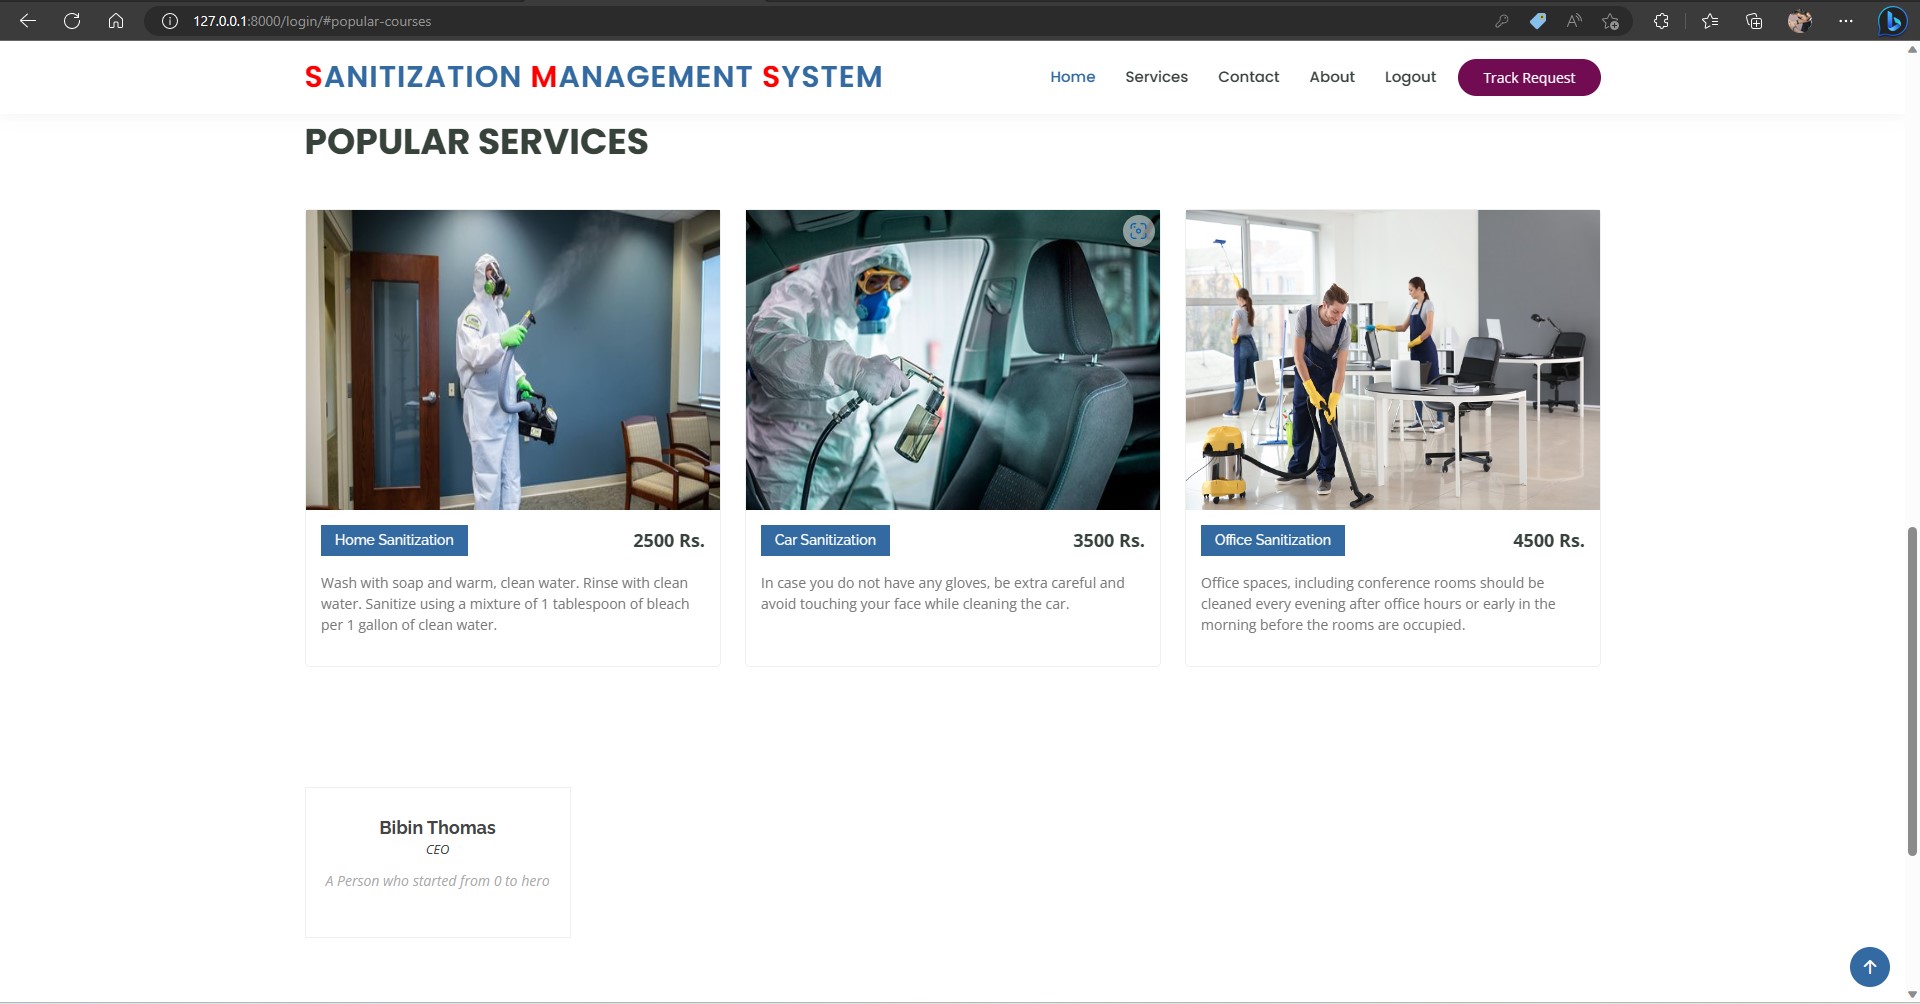 127.0.0.1:8000/login/#popular-courses
SANITIZATION MANAGEMENT SYSTEM
Home
Services
Contact
About
Logout
Track Request
POPULAR SERVICES
Home Sanitization
2500 Rs.
Wash with soap and warm, clean water. Rinse with clean
water. Sanitize using a mixture of 1 tablespoon of bleach
per 1 gallon of clean water.
Car Sanitization
3500 Rs.
In case you do not have any gloves, be extra careful and
avoid touching your face while cleaning the car.
Office Sanitization
4500 Rs.
Office spaces, including conference rooms should be
cleaned every evening after office hours or early in the
morning before the rooms are occupied.
Bibin Thomas
CEO
A Person who started from 0 to hero